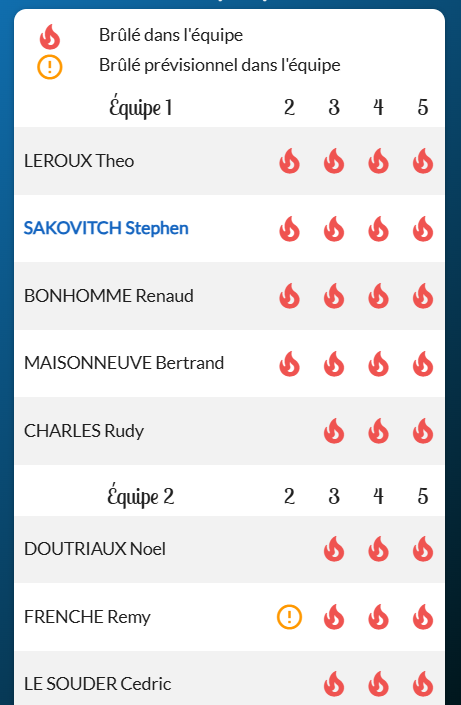 Brûlé dans l'équipe
Brûlé prévisionnel dans l'équipe
Équipe 1 2 3 4 5
LEROUX Theo
SAKOVITCH Stephen
BONHOMME Renaud
MAISONNEUVE Bertrand
CHARLES Rudy
Équipe 2 2 3 4 5
DOUTRIAUX Noel
FRENCHE Remy
LE SOUDER Cedric